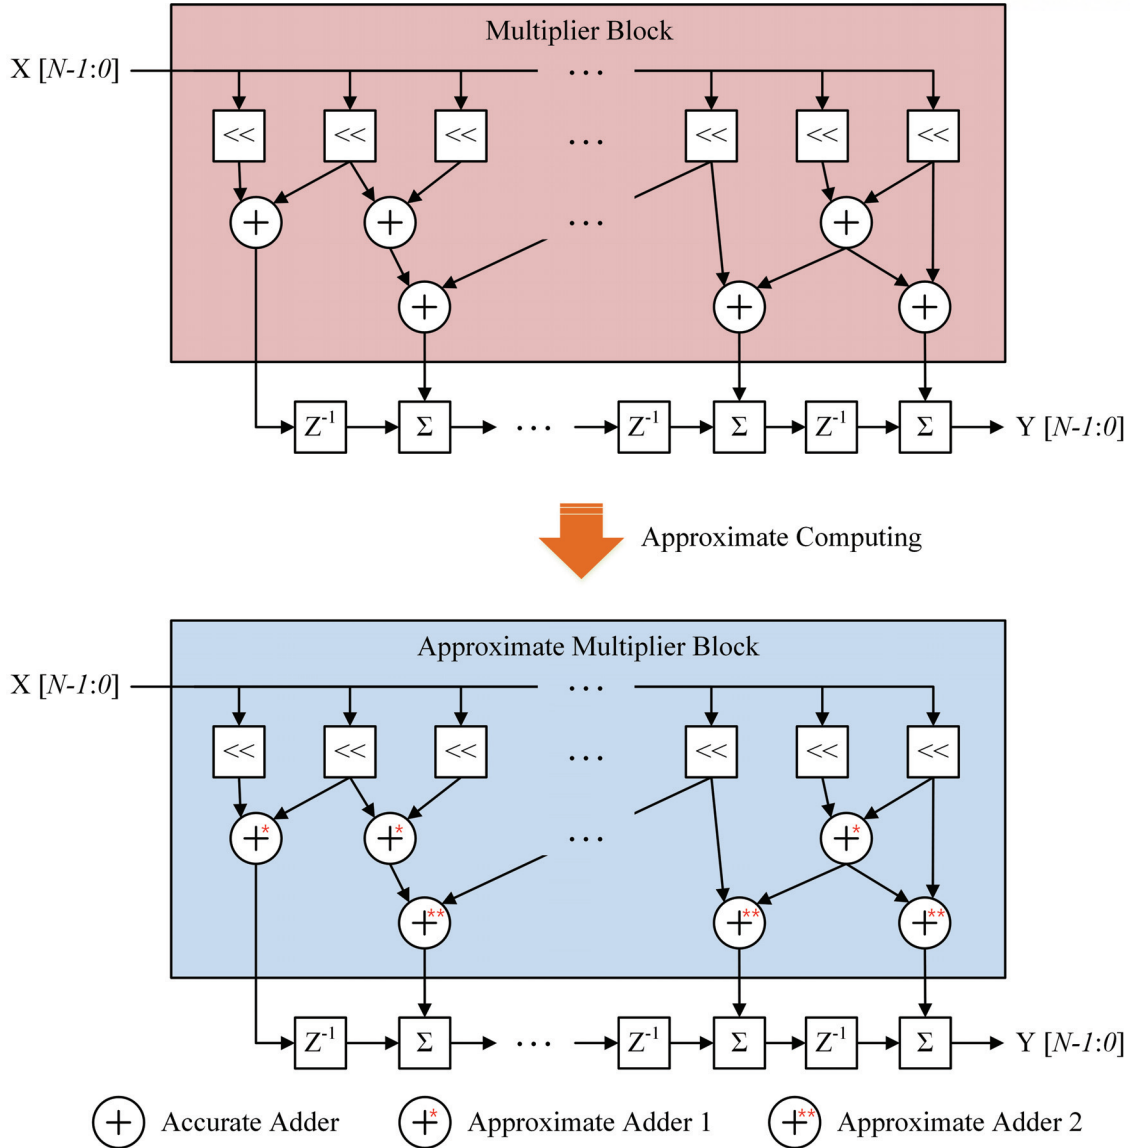 Multiplier Block
X [N-1:0] ...
<< << << ... << << <<
+ + ... +
+ + +
Z-1 Σ ... Z-1 Σ Z-1 Σ Y [N-1:0]
Approximate Computing
Approximate Multiplier Block
X [N-1:0] ...
<< << << ... << << <<
+* +* ... +*
+** +** +**
Z-1 Σ ... Z-1 Σ Z-1 Σ Y [N-1:0]
+ Accurate Adder +* Approximate Adder 1 +** Approximate Adder 2